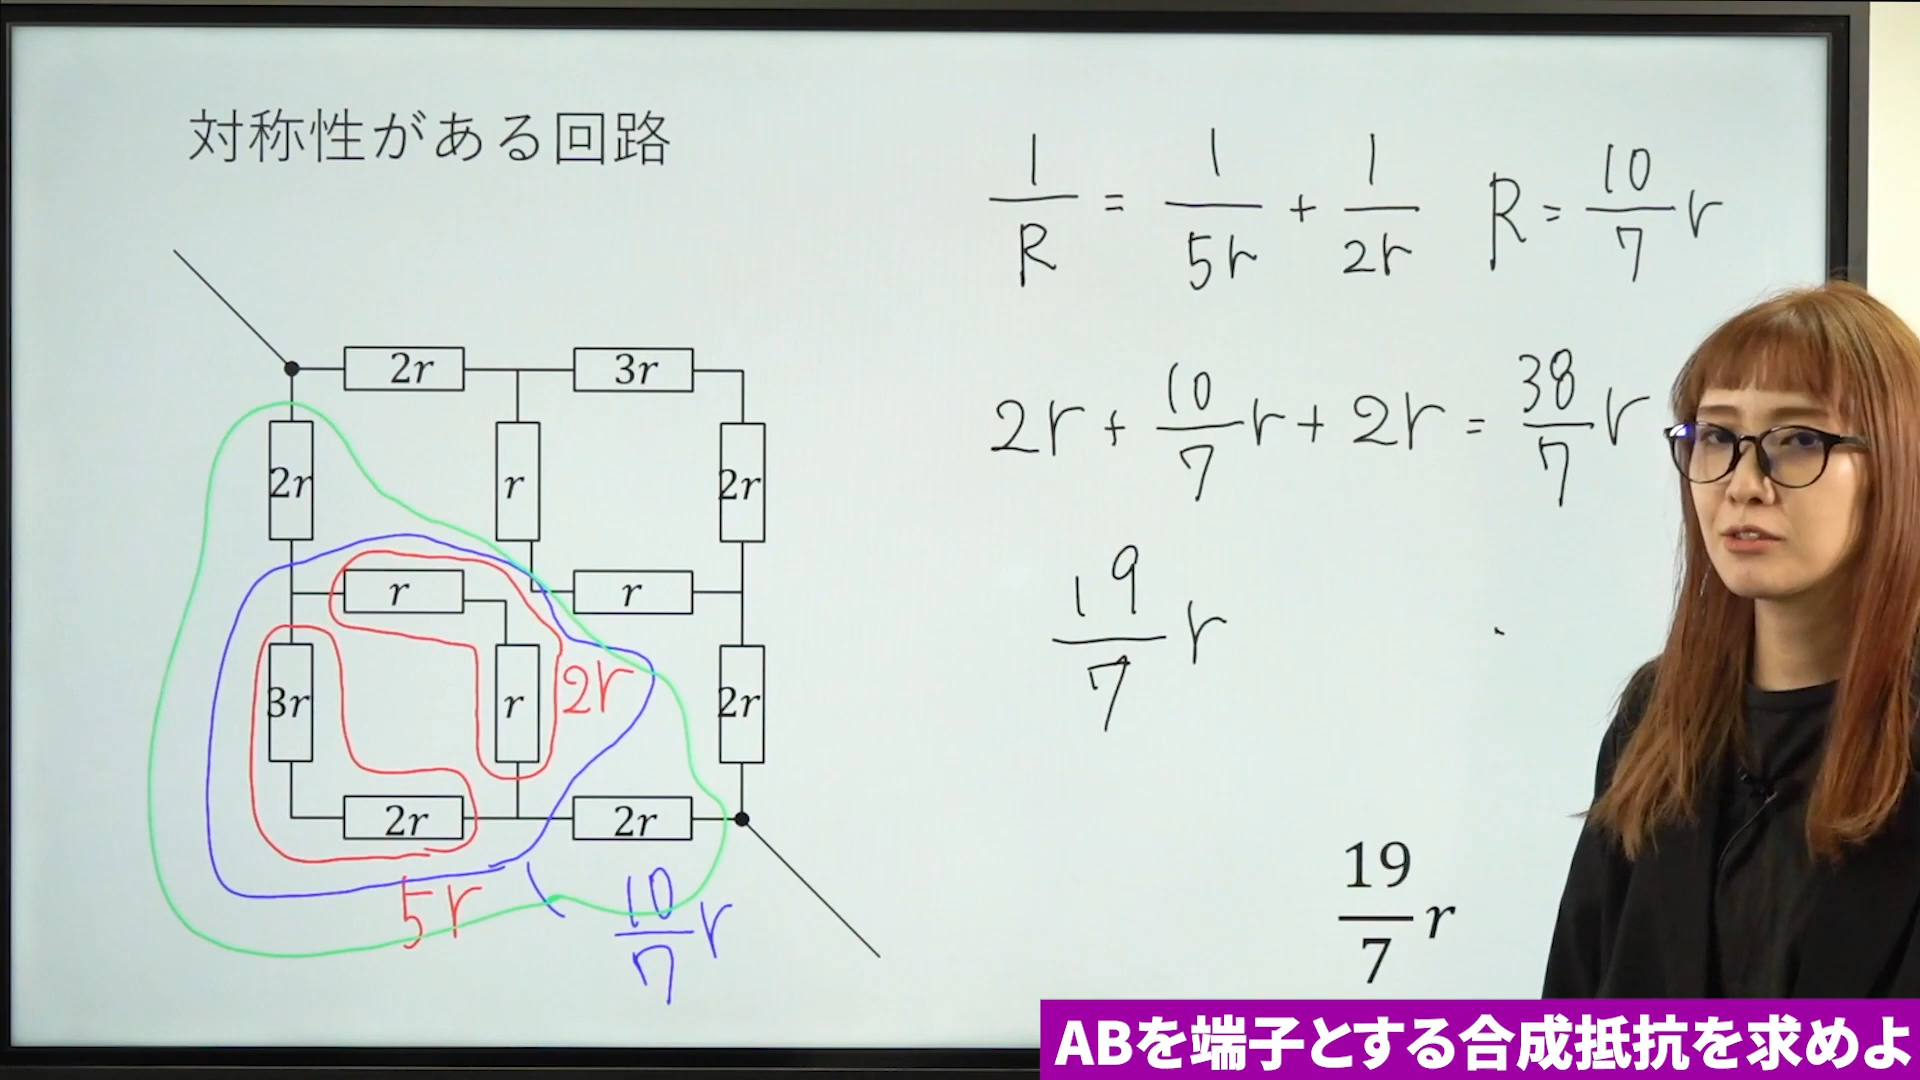 対称性がある回路
1/R = 1/5r + 1/2r R = 10/7 r
2r + 10/7 r + 2r = 38/7 r
19/7 r
2r 3r
2r r 2r
r r
3r r 2r 2r
2r 2r
5r 10/7 r
19/7 r
ABを端子とする合成抵抗を求めよ